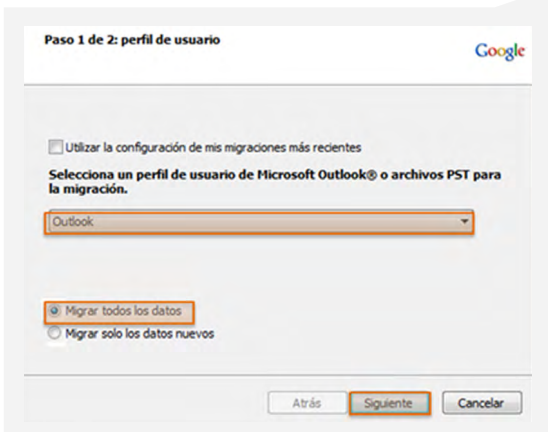 Paso 1 de 2: perfil de usuario
Google
Utilizar la configuración de mis migraciones más recientes
Selecciona un perfil de usuario de Microsoft Outlook® o archivos PST para
la migración.
Outlook
Migrar todos los datos
Migrar solo los datos nuevos
Atrás
Siguiente
Cancelar